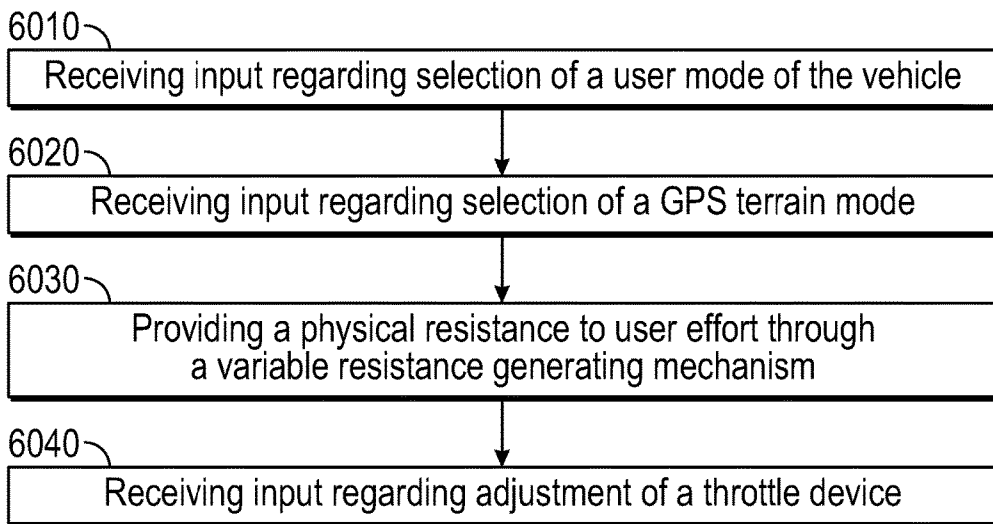 6010
Receiving input regarding selection of a user mode of the vehicle
6020
Receiving input regarding selection of a GPS terrain mode
6030
Providing a physical resistance to user effort through
a variable resistance generating mechanism
6040
Receiving input regarding adjustment of a throttle device